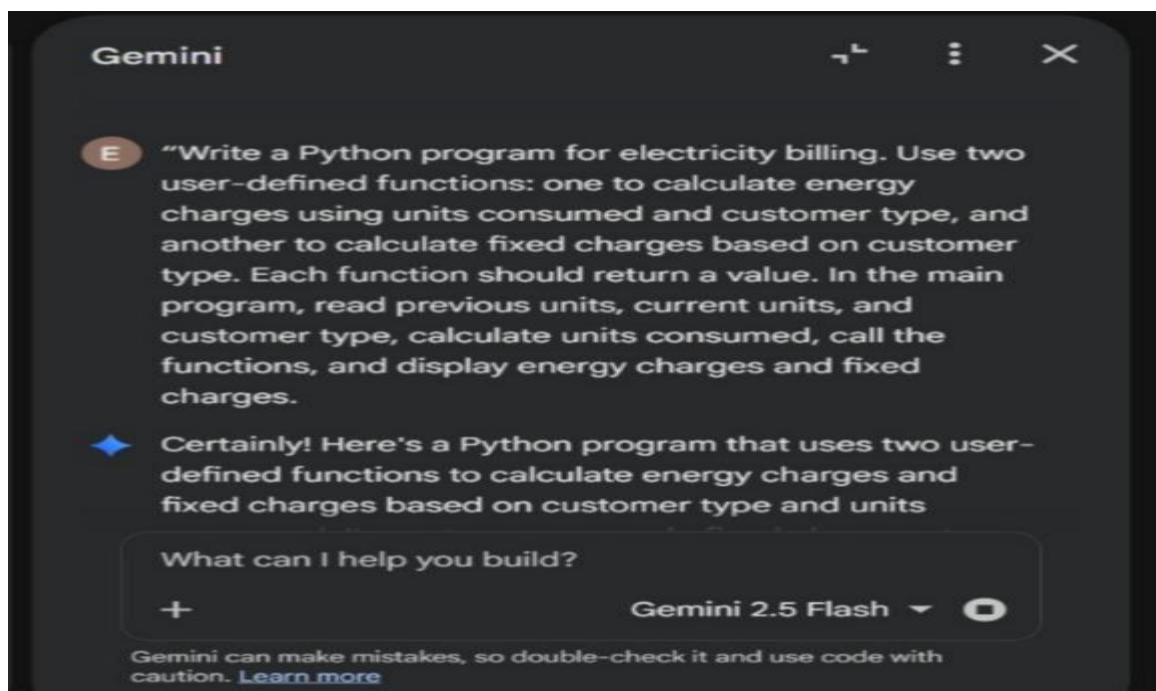 Gemini
E
“Write a Python program for electricity billing. Use two
user-defined functions: one to calculate energy
charges using units consumed and customer type, and
another to calculate fixed charges based on customer
type. Each function should return a value. In the main
program, read previous units, current units, and
customer type, calculate units consumed, call the
functions, and display energy charges and fixed
charges.
Certainly! Here's a Python program that uses two user-
defined functions to calculate energy charges and
fixed charges based on customer type and units
What can I help you build?
Gemini 2.5 Flash
Gemini can make mistakes, so double-check it and use code with
caution. Learn more